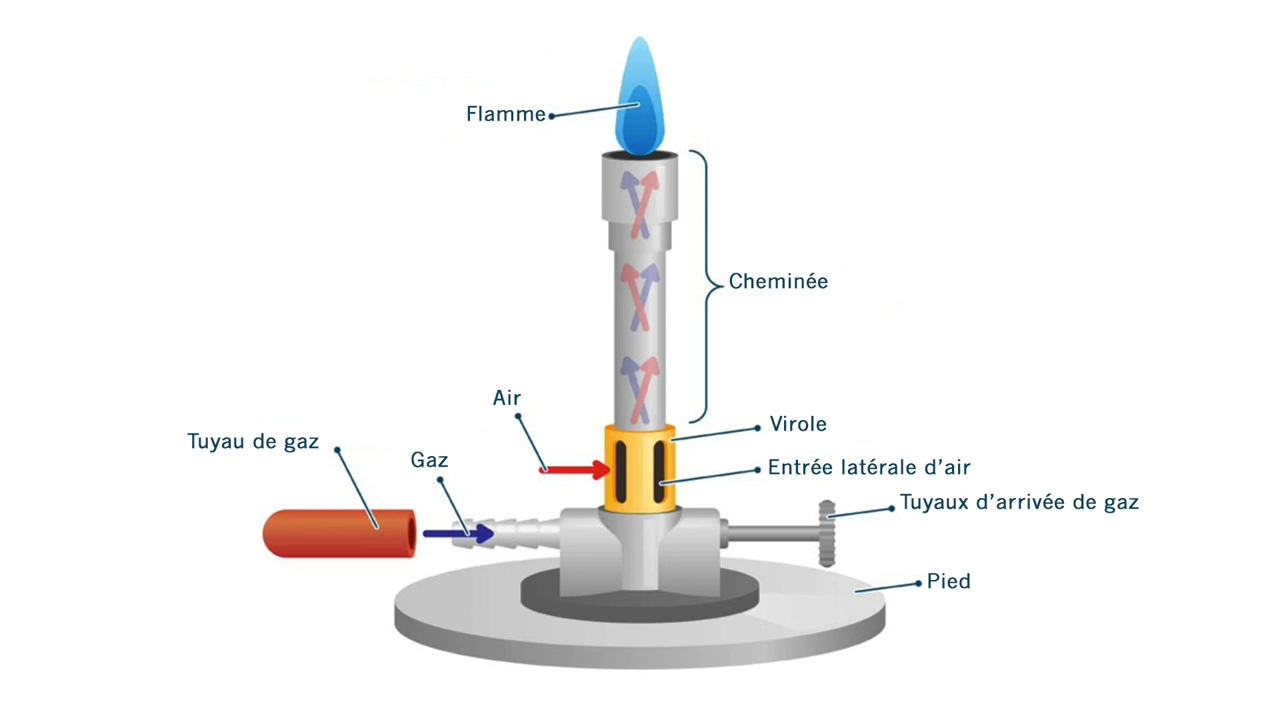 Flamme
Cheminée
Air
Virole
Tuyau de gaz
Gaz
Entrée latérale d’air
Tuyaux d’arrivée de gaz
Pied